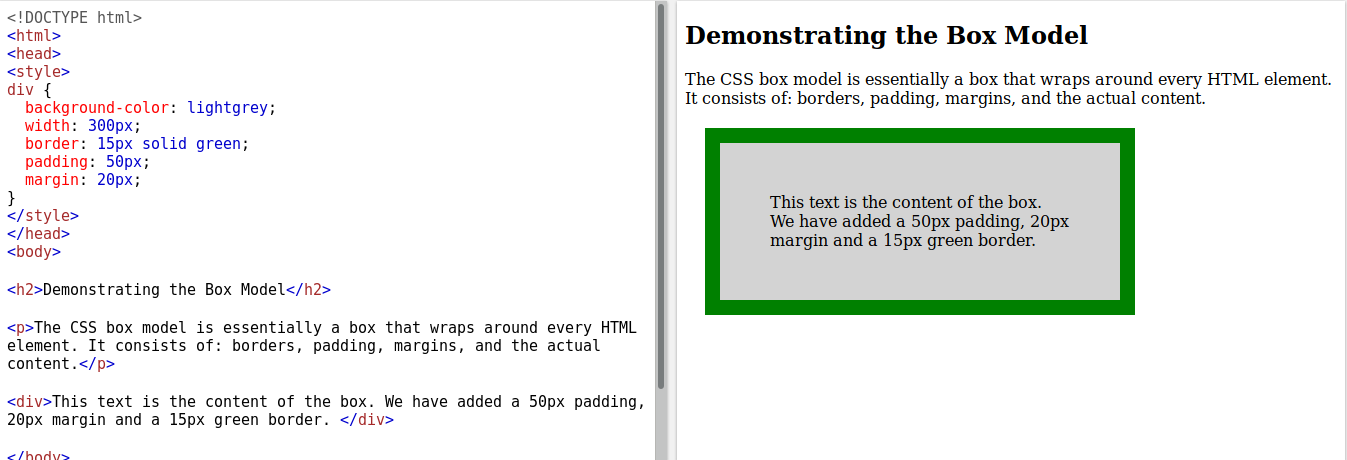 <!DOCTYPE html>
<html>
<head>
<style>
div {
  background-color: lightgrey;
  width: 300px;
  border: 15px solid green;
  padding: 50px;
  margin: 20px;
}
</style>
</head>
<body>
<h2>Demonstrating the Box Model</h2>
<p>The CSS box model is essentially a box that wraps around every HTML
element. It consists of: borders, padding, margins, and the actual
content.</p>
<div>This text is the content of the box. We have added a 50px padding,
20px margin and a 15px green border. </div>
</body>
Demonstrating the Box Model
The CSS box model is essentially a box that wraps around every HTML element.
It consists of: borders, padding, margins, and the actual content.
This text is the content of the box.
We have added a 50px padding, 20px
margin and a 15px green border.